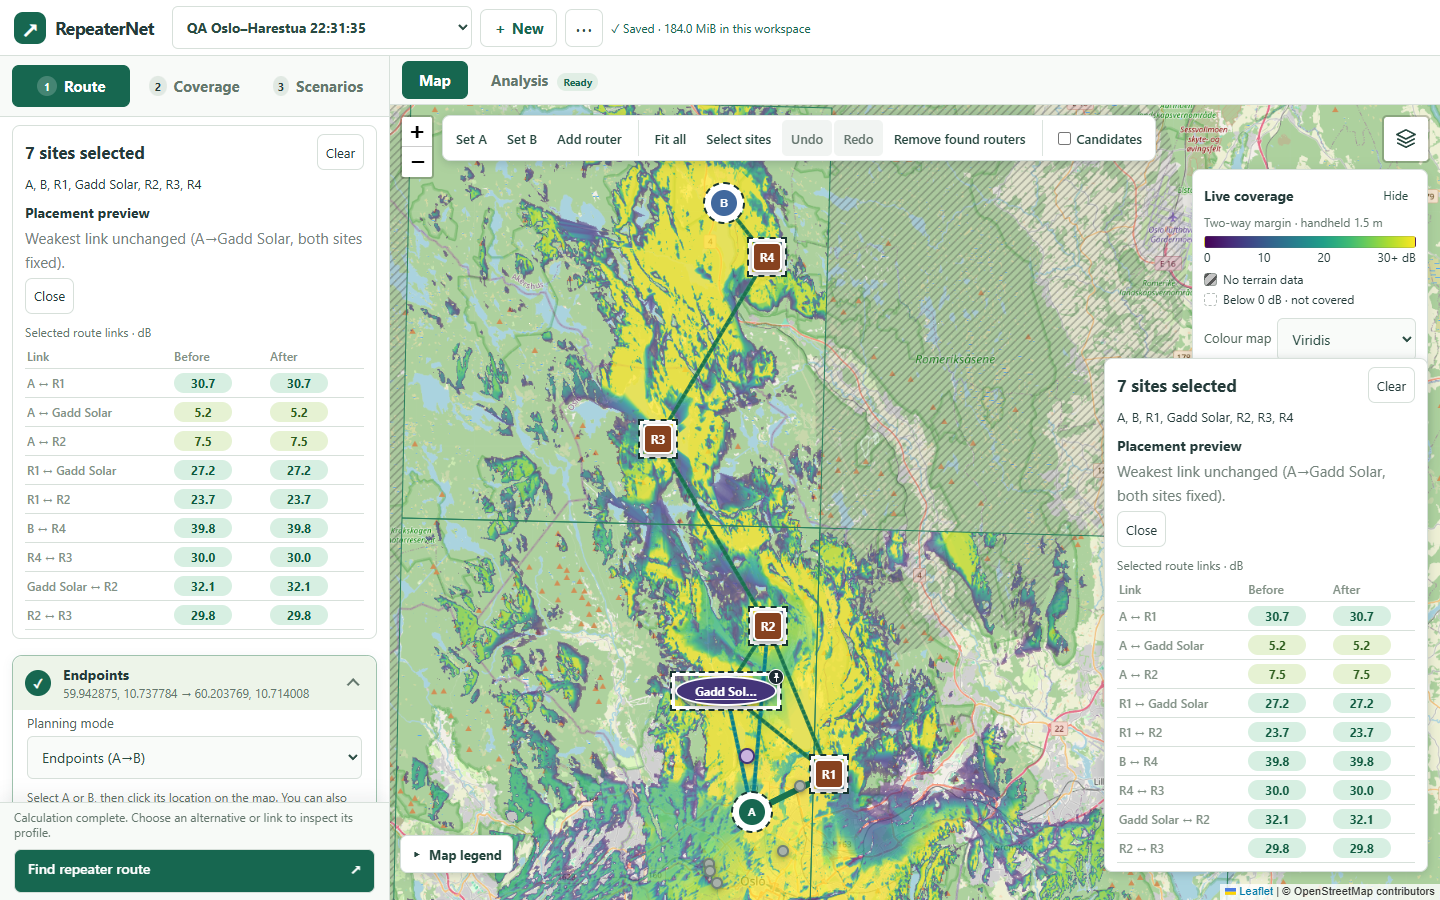 RepeaterNet
QA Oslo–Harestua 22:31:35
+ New
...
✓ Saved · 184.0 MiB in this workspace
1 Route
2 Coverage
3 Scenarios
Map
Analysis Ready
7 sites selected
Clear
A, B, R1, Gadd Solar, R2, R3, R4
Placement preview
Weakest link unchanged (A→Gadd Solar, both sites
fixed).
Close
Selected route links · dB
Link Before After
A ↔ R1 30.7 30.7
A ↔ Gadd Solar 5.2 5.2
A ↔ R2 7.5 7.5
R1 ↔ Gadd Solar 27.2 27.2
R1 ↔ R2 23.7 23.7
B ↔ R4 39.8 39.8
R4 ↔ R3 30.0 30.0
Gadd Solar ↔ R2 32.1 32.1
R2 ↔ R3 29.8 29.8
Endpoints
59.942875, 10.737784 → 60.203769, 10.714008
Planning mode
Endpoints (A→B)
Select A or B, then click its location on the map. You can also
Calculation complete. Choose an alternative or link to inspect its
profile.
Find repeater route
+
−
Set A
Set B
Add router
Fit all
Select sites
Undo
Redo
Remove found routers
Candidates
B
R4
R3
R2
Gadd Sol...
R1
A
Romeriksåsene
E 16
4
22
Oslo
Map legend
Live coverage
Hide
Two-way margin · handheld 1.5 m
0 10 20 30+ dB
No terrain data
Below 0 dB · not covered
Colour map
Viridis
7 sites selected
Clear
A, B, R1, Gadd Solar, R2, R3, R4
Placement preview
Weakest link unchanged (A→Gadd Solar,
both sites fixed).
Close
Selected route links · dB
Link Before After
A ↔ R1 30.7 30.7
A ↔ Gadd Solar 5.2 5.2
A ↔ R2 7.5 7.5
R1 ↔ Gadd Solar 27.2 27.2
R1 ↔ R2 23.7 23.7
B ↔ R4 39.8 39.8
R4 ↔ R3 30.0 30.0
Gadd Solar ↔ R2 32.1 32.1
R2 ↔ R3 29.8 29.8
Leaflet | © OpenStreetMap contributors